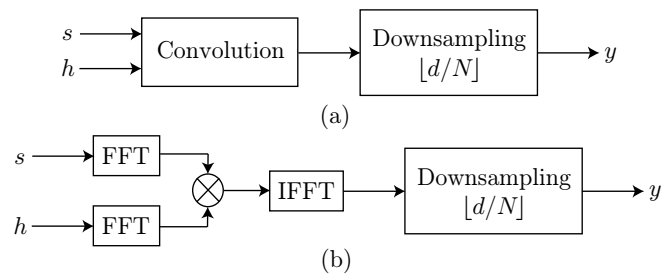 s
h
Convolution
Downsampling
⌊d/N⌋
y
(a)
s
FFT
h
FFT
IFFT
Downsampling
⌊d/N⌋
y
(b)